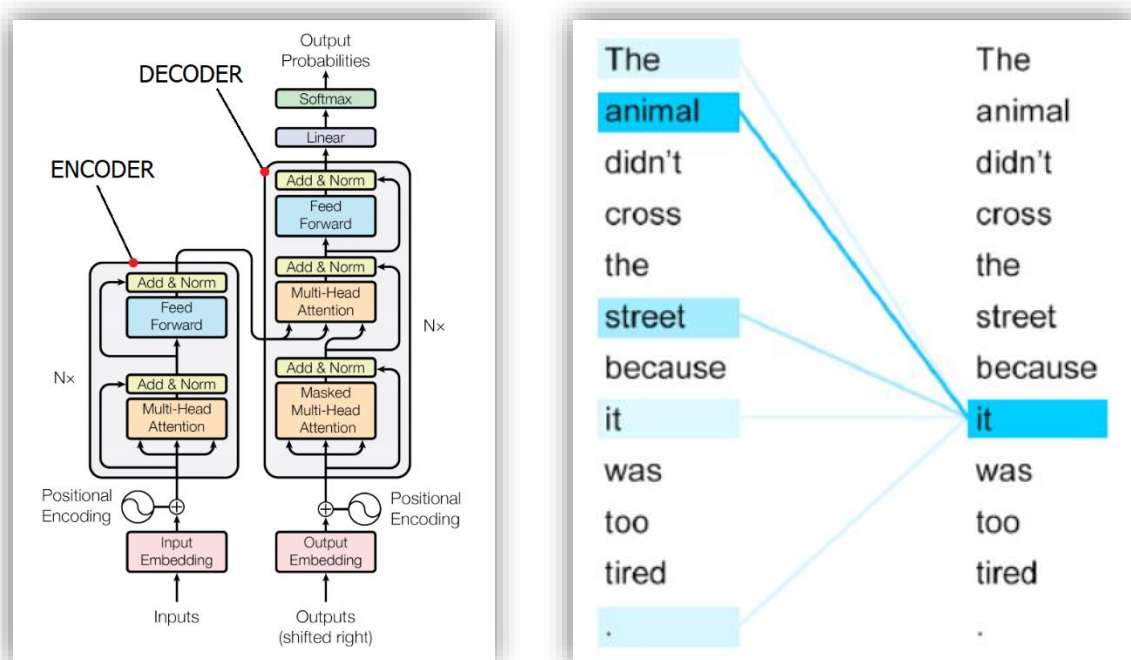 Output
Probabilities
DECODER
Softmax
Linear
ENCODER
Add & Norm
Feed
Forward
Add & Norm
Multi-Head
Attention
Add & Norm
Feed
Forward
Nx
Add & Norm
Masked
Multi-Head
Attention
Nx
Add & Norm
Multi-Head
Attention
Positional
Encoding
Positional
Encoding
Input
Embedding
Output
Embedding
Inputs
Outputs
(shifted right)
The
animal
didn't
cross
the
street
because
it
was
too
tired
.
The
animal
didn't
cross
the
street
because
it
was
too
tired
.